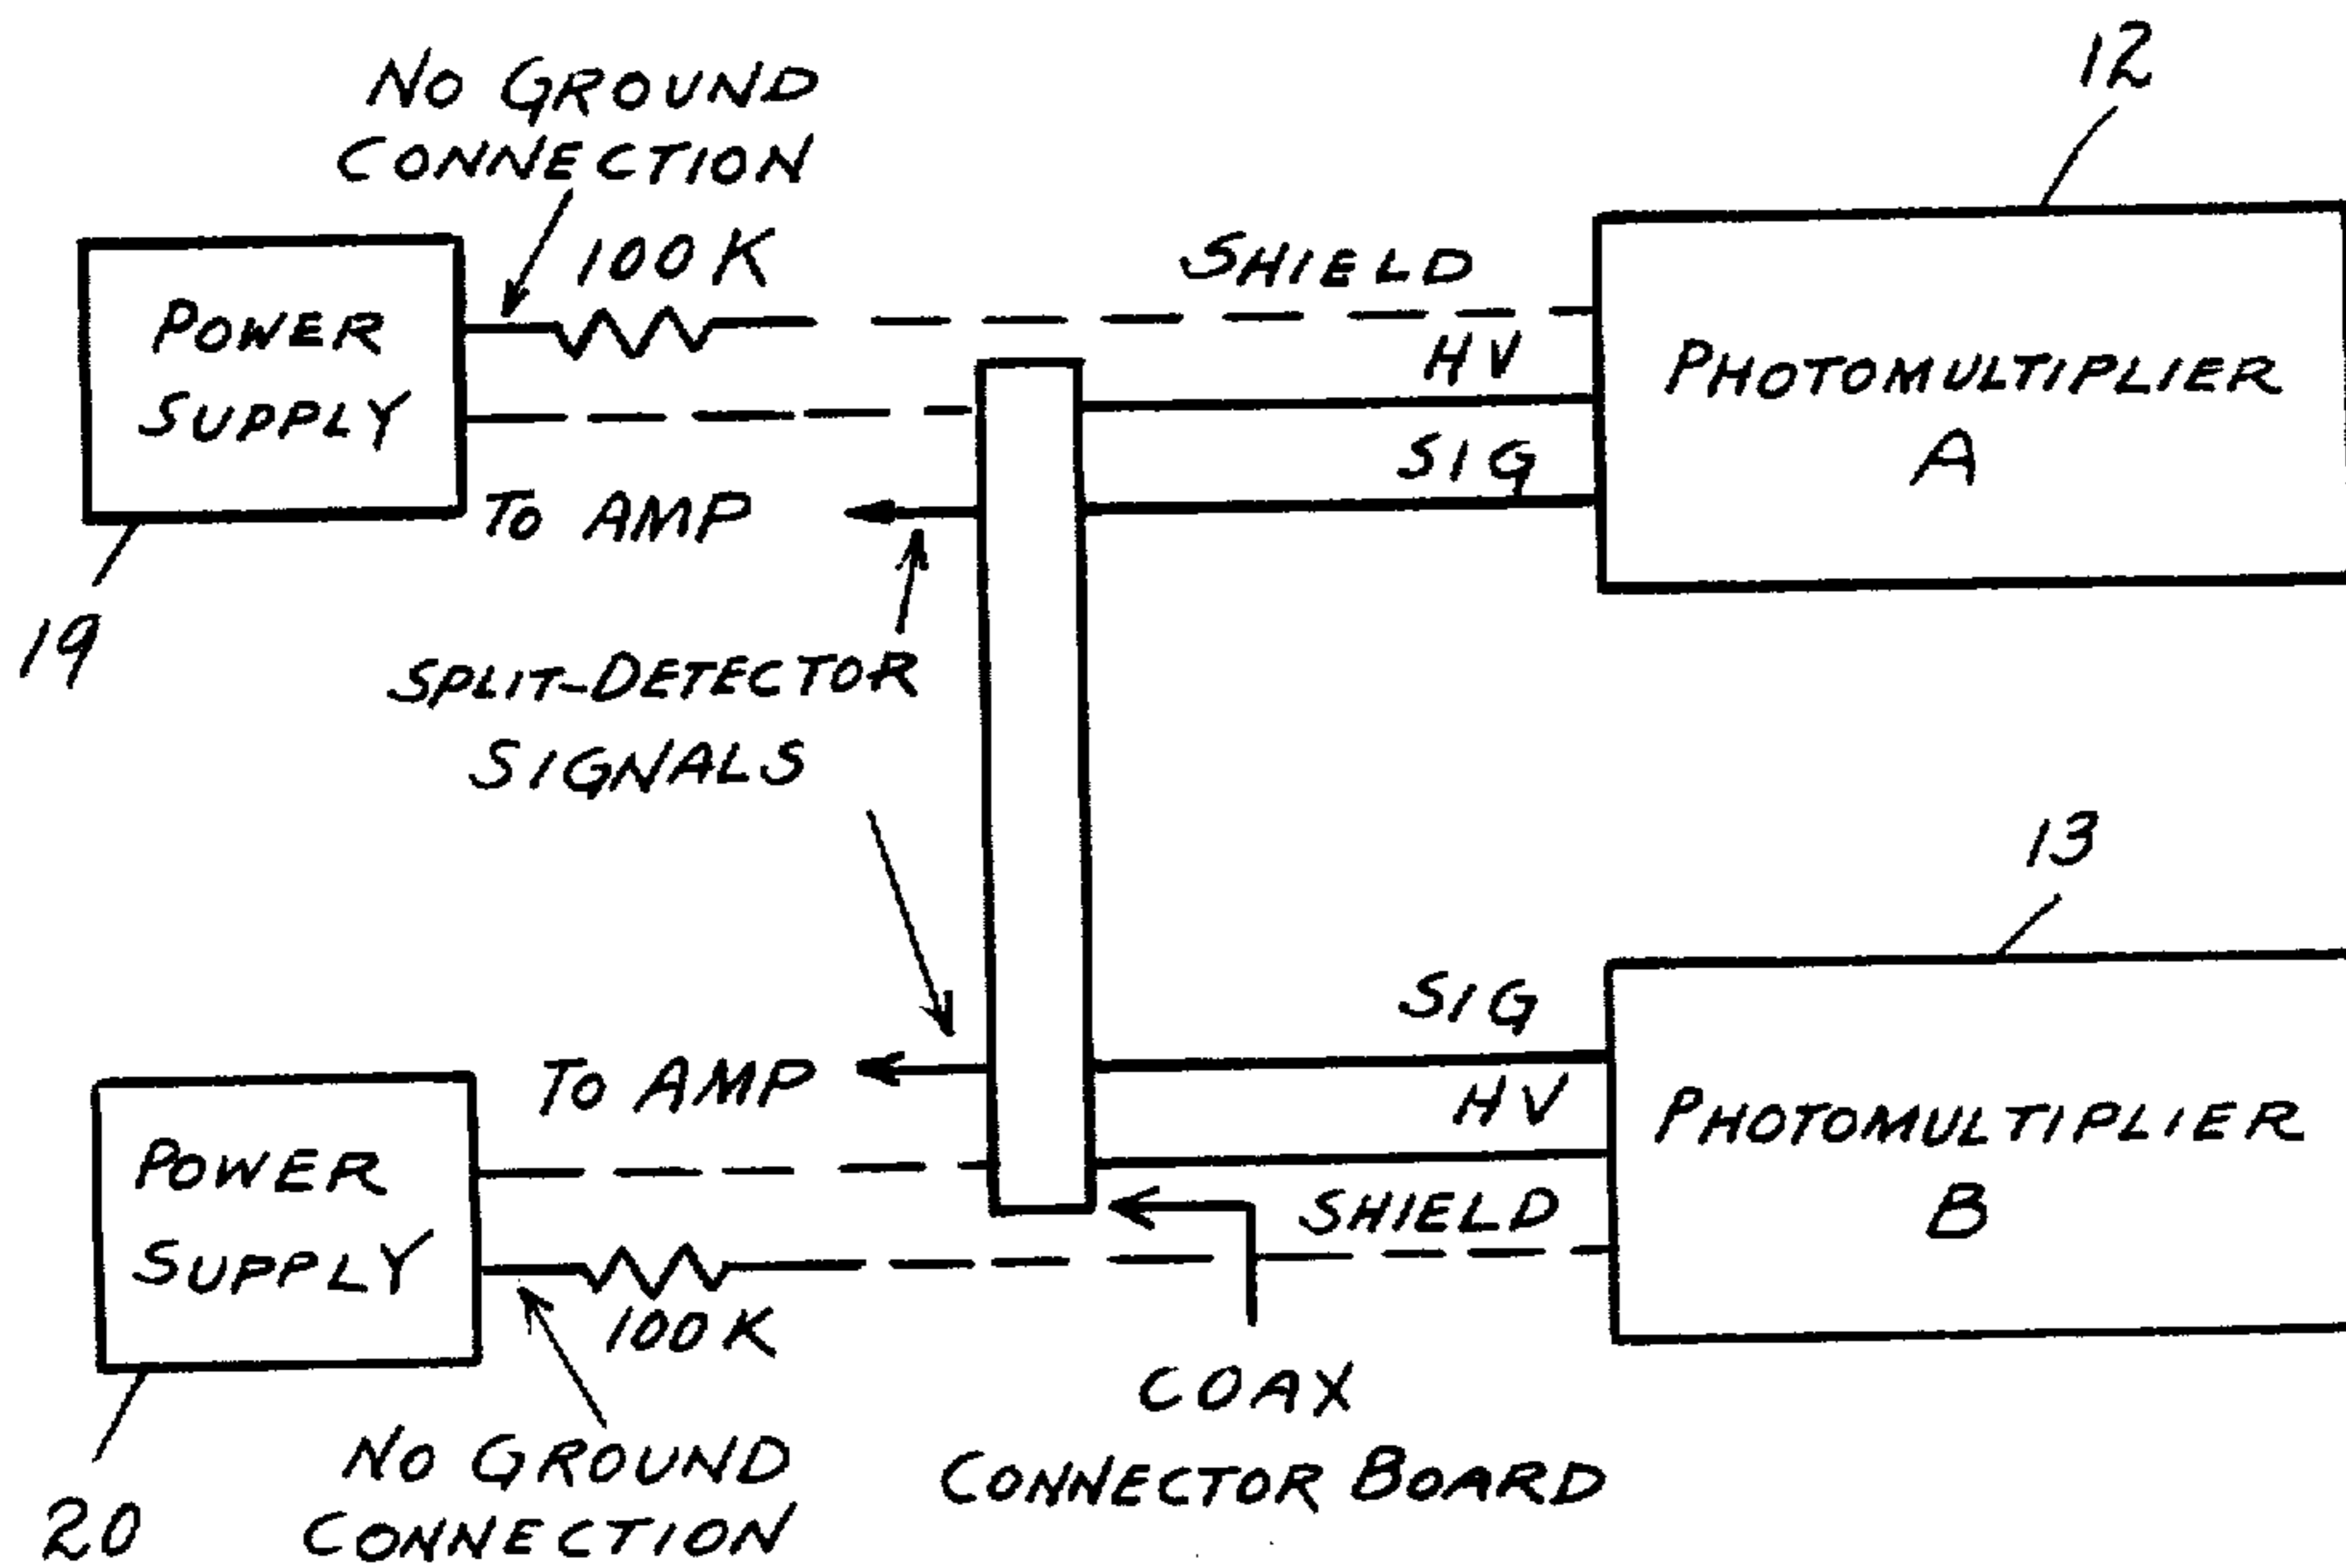 12
NO GROUND
CONNECTION
100K
SHIELD
HV
POWER
SUPPLY
PHOTOMULTIPLIER
A
SIG
TO AMP
19
SPLIT-DETECTOR
SIGNALS
13
SIG
TO AMP
HV
PHOTOMULTIPLIER
B
POWER
SUPPLY
SHIELD
100K
COAX
CONNECTOR BOARD
NO GROUND
CONNECTION
20